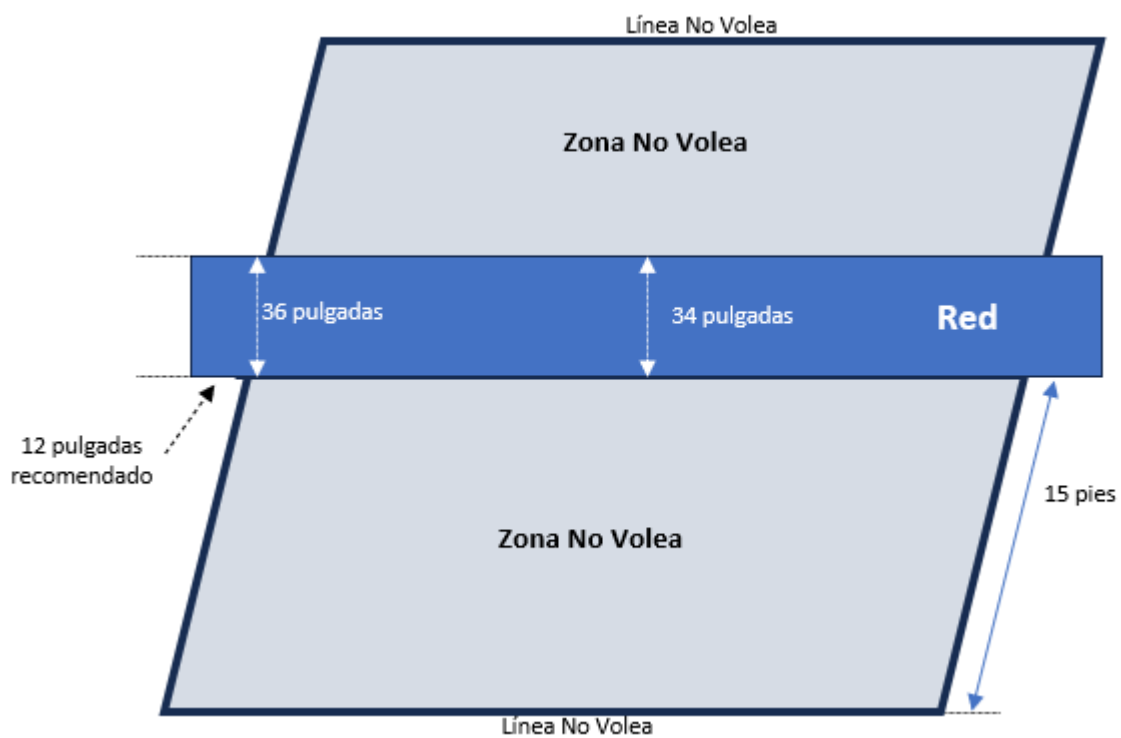 Línea No Volea
Zona No Volea
36 pulgadas
34 pulgadas
Red
12 pulgadas
recomendado
15 pies
Zona No Volea
Línea No Volea